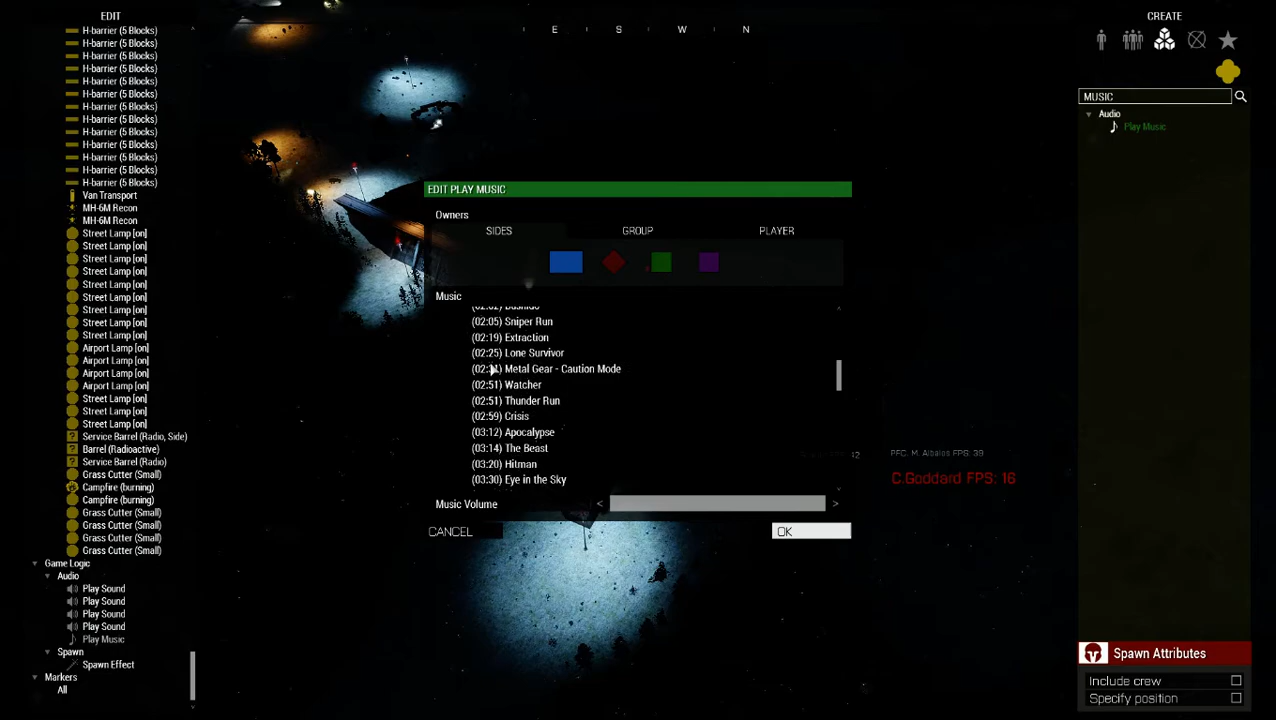 EDIT
H-barrier (5 Blocks)
H-barrier (5 Blocks)
H-barrier (5 Blocks)
H-barrier (5 Blocks)
H-barrier (5 Blocks)
H-barrier (5 Blocks)
H-barrier (5 Blocks)
H-barrier (5 Blocks)
H-barrier (5 Blocks)
H-barrier (5 Blocks)
H-barrier (5 Blocks)
H-barrier (5 Blocks)
H-barrier (5 Blocks)
Van Transport
MH-6M Recon
MH-6M Recon
Street Lamp [on]
Street Lamp [on]
Street Lamp [on]
Street Lamp [on]
Street Lamp [on]
Street Lamp [on]
Street Lamp [on]
Street Lamp [on]
Street Lamp [on]
Airport Lamp [on]
Airport Lamp [on]
Airport Lamp [on]
Airport Lamp [on]
Street Lamp [on]
Street Lamp [on]
Street Lamp [on]
Service Barrel (Radio, Side)
Barrel (Radioactive)
Service Barrel (Radio)
Grass Cutter (Small)
Campfire (burning)
Campfire (burning)
Grass Cutter (Small)
Grass Cutter (Small)
Grass Cutter (Small)
Grass Cutter (Small)
Game Logic
Audio
Play Sound
Play Sound
Play Sound
Play Sound
Play Music
Spawn
Spawn Effect
Markers
All
E S W N
EDIT PLAY MUSIC
Owners
SIDES GROUP PLAYER
Music
(02:05) Sniper Run
(02:19) Extraction
(02:25) Lone Survivor
Metal Gear - Caution Mode
(02:51) Watcher
(02:51) Thunder Run
(02:59) Crisis
(03:12) Apocalypse
(03:14) The Beast
(03:20) Hitman
(03:30) Eye in the Sky
Music Volume < >
CANCEL OK
PFC. M. Albalos FPS: 39
C.Goddard FPS: 16
CREATE
MUSIC
Audio
Play Music
Spawn Attributes
Include crew
Specify position